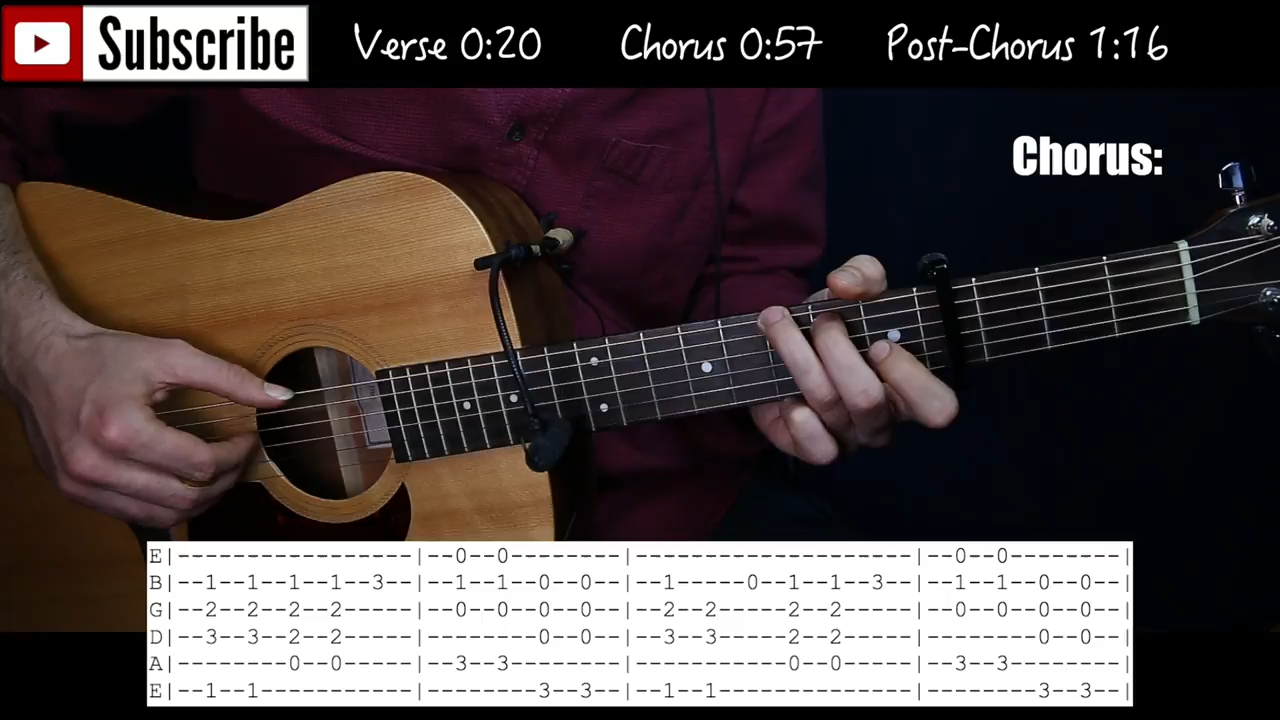 Subscribe
Verse 0:20
Chorus 0:57
Post-Chorus 1:16
Chorus:
E|-----------------|--0--0--------|--------------------|--0--0--------|
B|--1--1--1--1--3--|--1--1--0--0--|--1-----0--1--1--3--|--1--1--0--0--|
G|--2--2--2--2-----|--0--0--0--0--|--2--2-----2--2-----|--0--0--0--0--|
D|--3--3--2--2-----|--------0--0--|--3--3-----2--2-----|--------0--0--|
A|--------0--0-----|--3--3--------|-----------0--0-----|--3--3--------|
E|--1--1-----------|--------3--3--|--1--1--------------|--------3--3--|